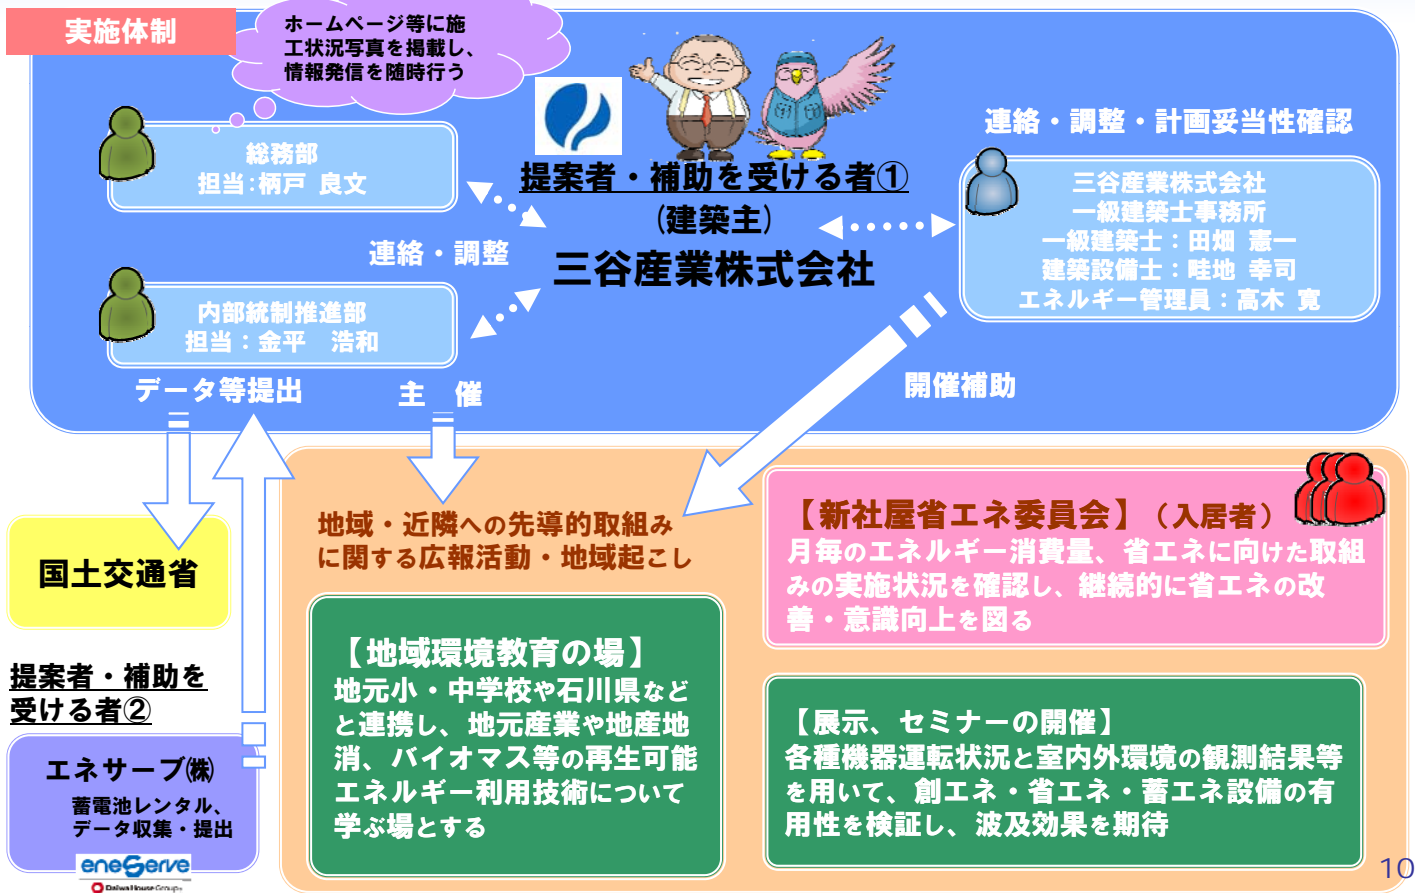 実施体制
ホームページ等に施
工状況写真を掲載し、
情報発信を随時行う
総務部
担当:柄戸 良文
連絡・調整
内部統制推進部
担当：金平　浩和
提案者・補助を受ける者①
(建築主)
三谷産業株式会社
連絡・調整・計画妥当性確認
三谷産業株式会社
一級建築士事務所
一級建築士：田畑 憲一
建築設備士：畦地 幸司
エネルギー管理員：高木 寛
データ等提出
主 催
開催補助
国土交通省
提案者・補助を
受ける者②
エネサーブ㈱
蓄電池レンタル、
データ収集・提出
eneServe
Daiwa House Group
地域・近隣への先導的取組み
に関する広報活動・地域起こし
【地域環境教育の場】
地元小・中学校や石川県など
と連携し、地元産業や地産地
消、バイオマス等の再生可能
エネルギー利用技術について
学ぶ場とする
【新社屋省エネ委員会】（入居者）
月毎のエネルギー消費量、省エネに向けた取組
みの実施状況を確認し、継続的に省エネの改
善・意識向上を図る
【展示、セミナーの開催】
各種機器運転状況と室内外環境の観測結果等
を用いて、創エネ・省エネ・蓄エネ設備の有
用性を検証し、波及効果を期待
10